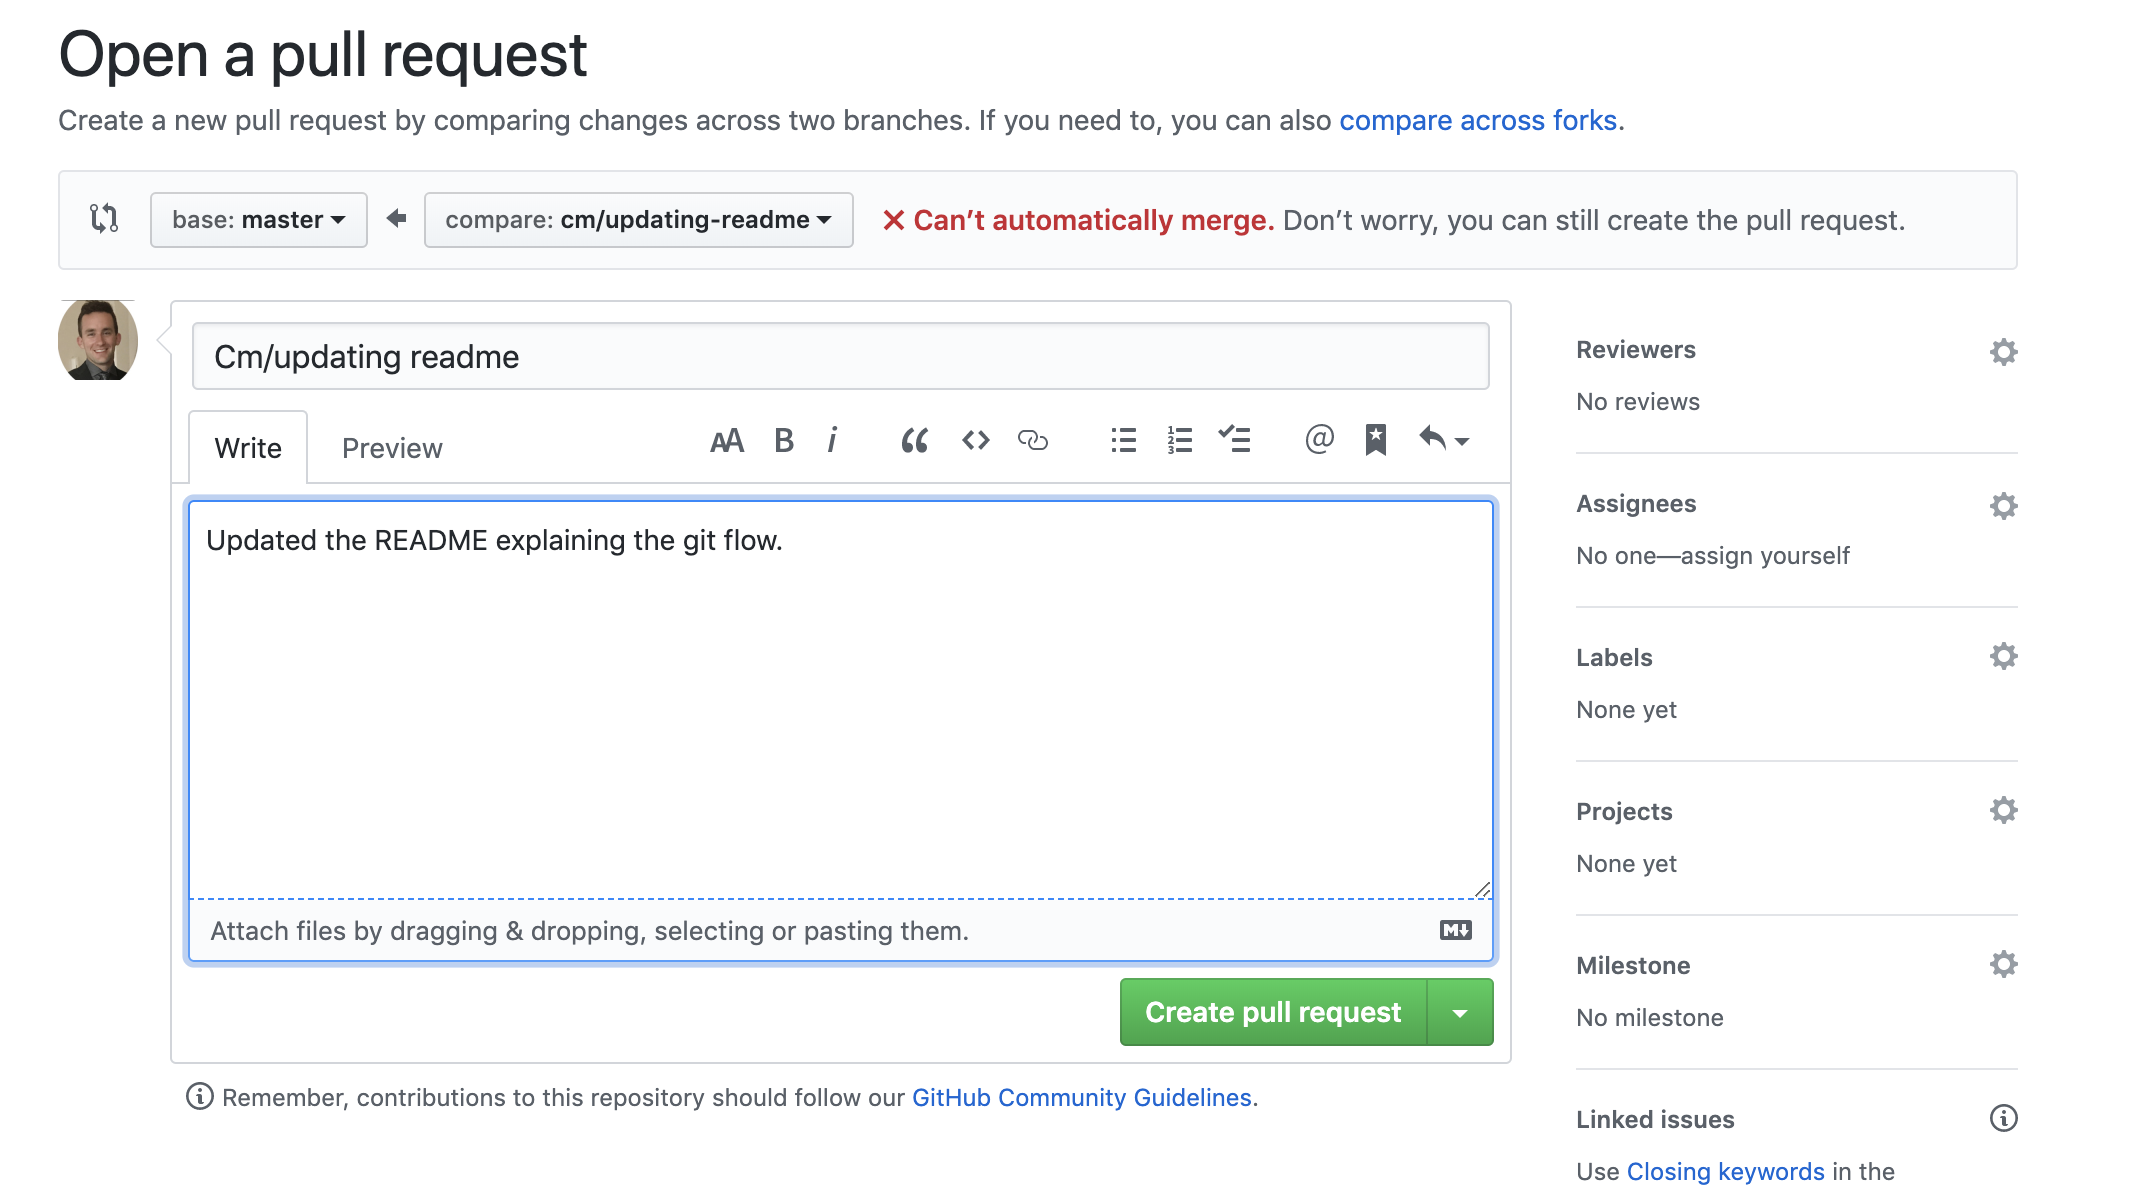 Open a pull request
Create a new pull request by comparing changes across two branches. If you need to, you can also compare across forks.
base: master
compare: cm/updating-readme
Can’t automatically merge. Don’t worry, you can still create the pull request.
Cm/updating readme
Write
Preview
AA B i
Updated the README explaining the git flow.
Attach files by dragging & dropping, selecting or pasting them.
M
Create pull request
Remember, contributions to this repository should follow our GitHub Community Guidelines.
Reviewers
No reviews
Assignees
No one—assign yourself
Labels
None yet
Projects
None yet
Milestone
No milestone
Linked issues
Use Closing keywords in the